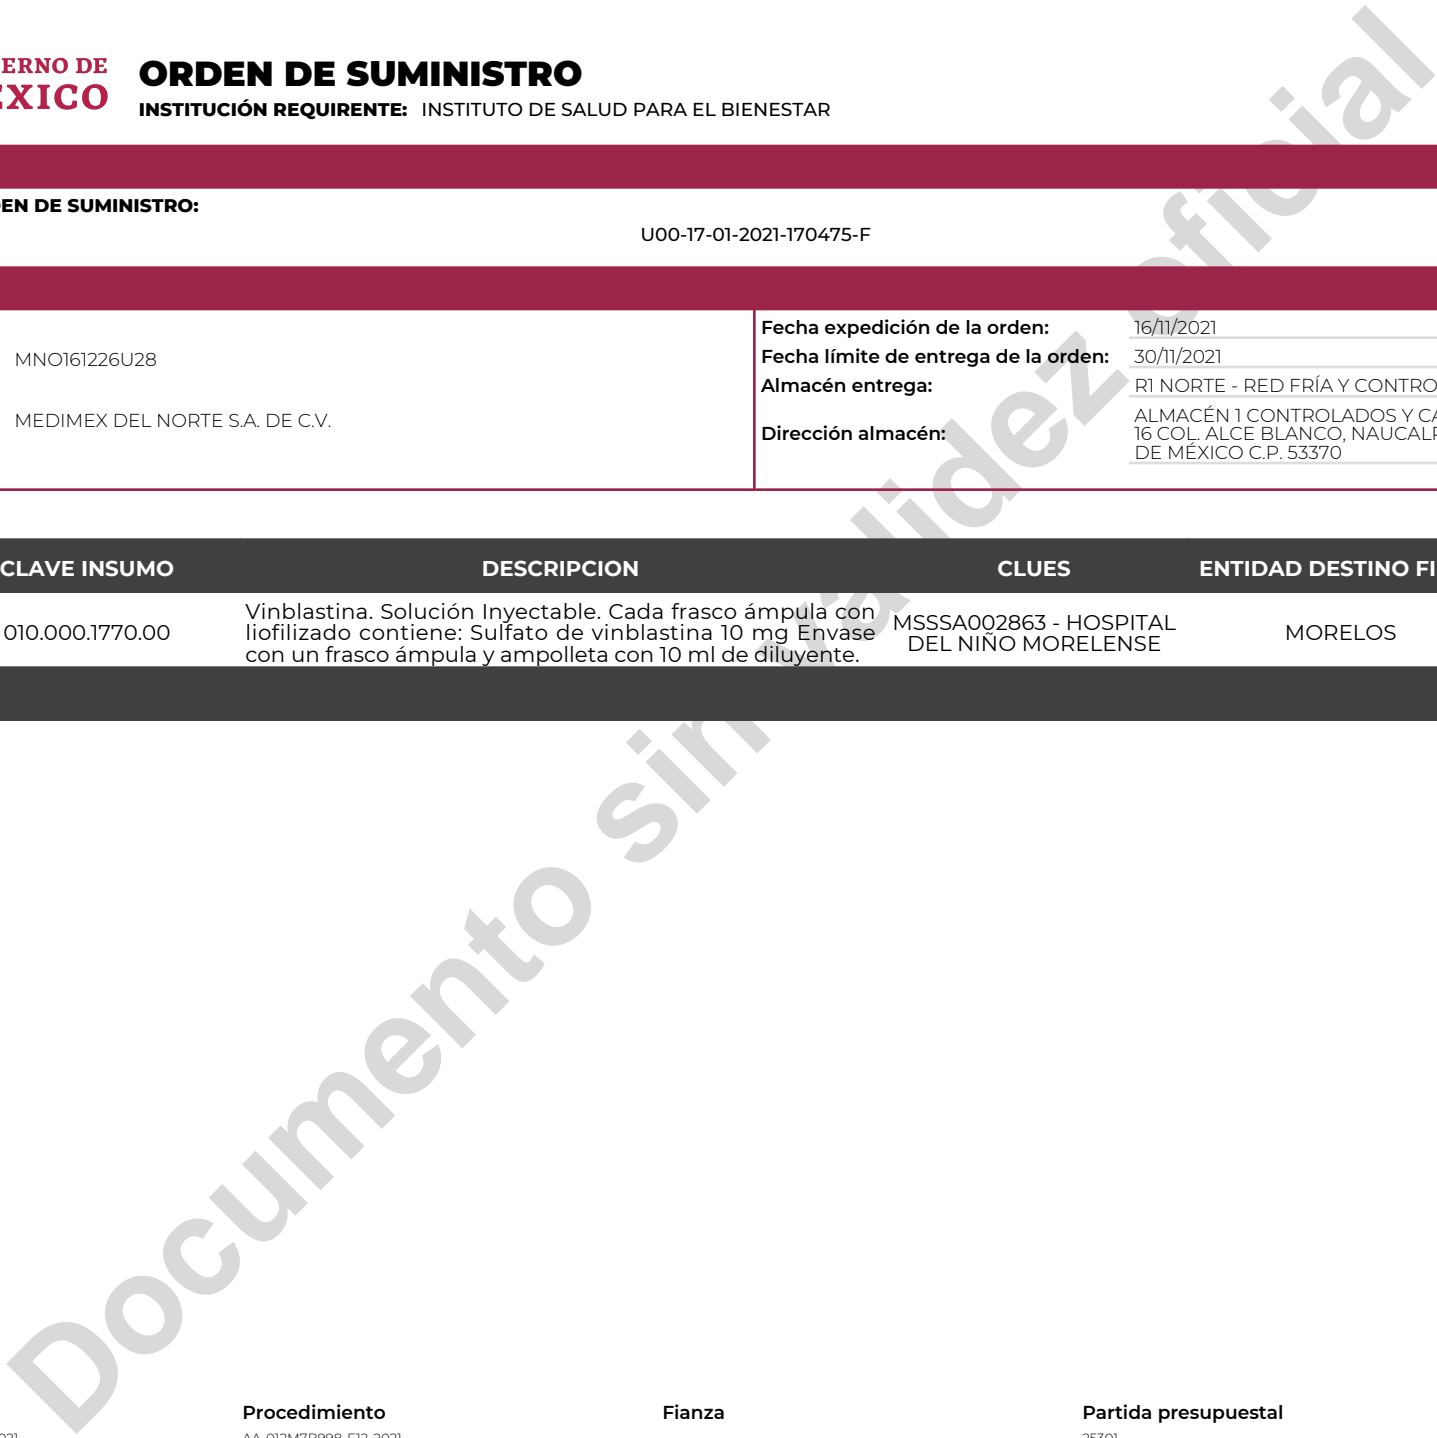 ERNO DE
ÉXICO
ORDEN DE SUMINISTRO
INSTITUCIÓN REQUIRENTE: INSTITUTO DE SALUD PARA EL BIENESTAR
EN DE SUMINISTRO:
U00-17-01-2021-170475-F
MNO161226U28
MEDIMEX DEL NORTE S.A. DE C.V.
Fecha expedición de la orden: 16/11/2021
Fecha límite de entrega de la orden: 30/11/2021
Almacén entrega: R1 NORTE - RED FRÍA Y CONTRO
Dirección almacén: ALMACÉN 1 CONTROLADOS Y CA
16 COL. ALCE BLANCO, NAUCALP
DE MÉXICO C.P. 53370
CLAVE INSUMO DESCRIPCION CLUES ENTIDAD DESTINO FI
010.000.1770.00
Vinblastina. Solución Inyectable. Cada frasco ámpula con
liofilizado contiene: Sulfato de vinblastina 10 mg Envase
con un frasco ámpula y ampolleta con 10 ml de diluyente.
MSSSA002863 - HOSPITAL
DEL NIÑO MORELENSE
MORELOS
Documento sin validez oficial
Procedimiento Fianza Partida presupuestal